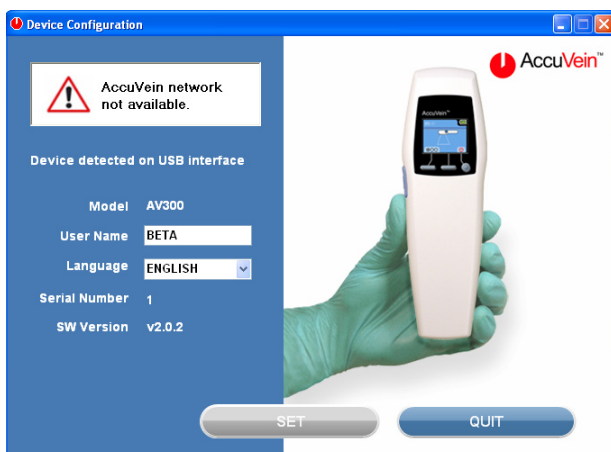 Device Configuration
AccuVein™
AccuVein network
not available.
Device detected on USB interface
Model AV300
User Name BETA
Language ENGLISH
Serial Number 1
SW Version v2.0.2
AccuVein™
SET
QUIT